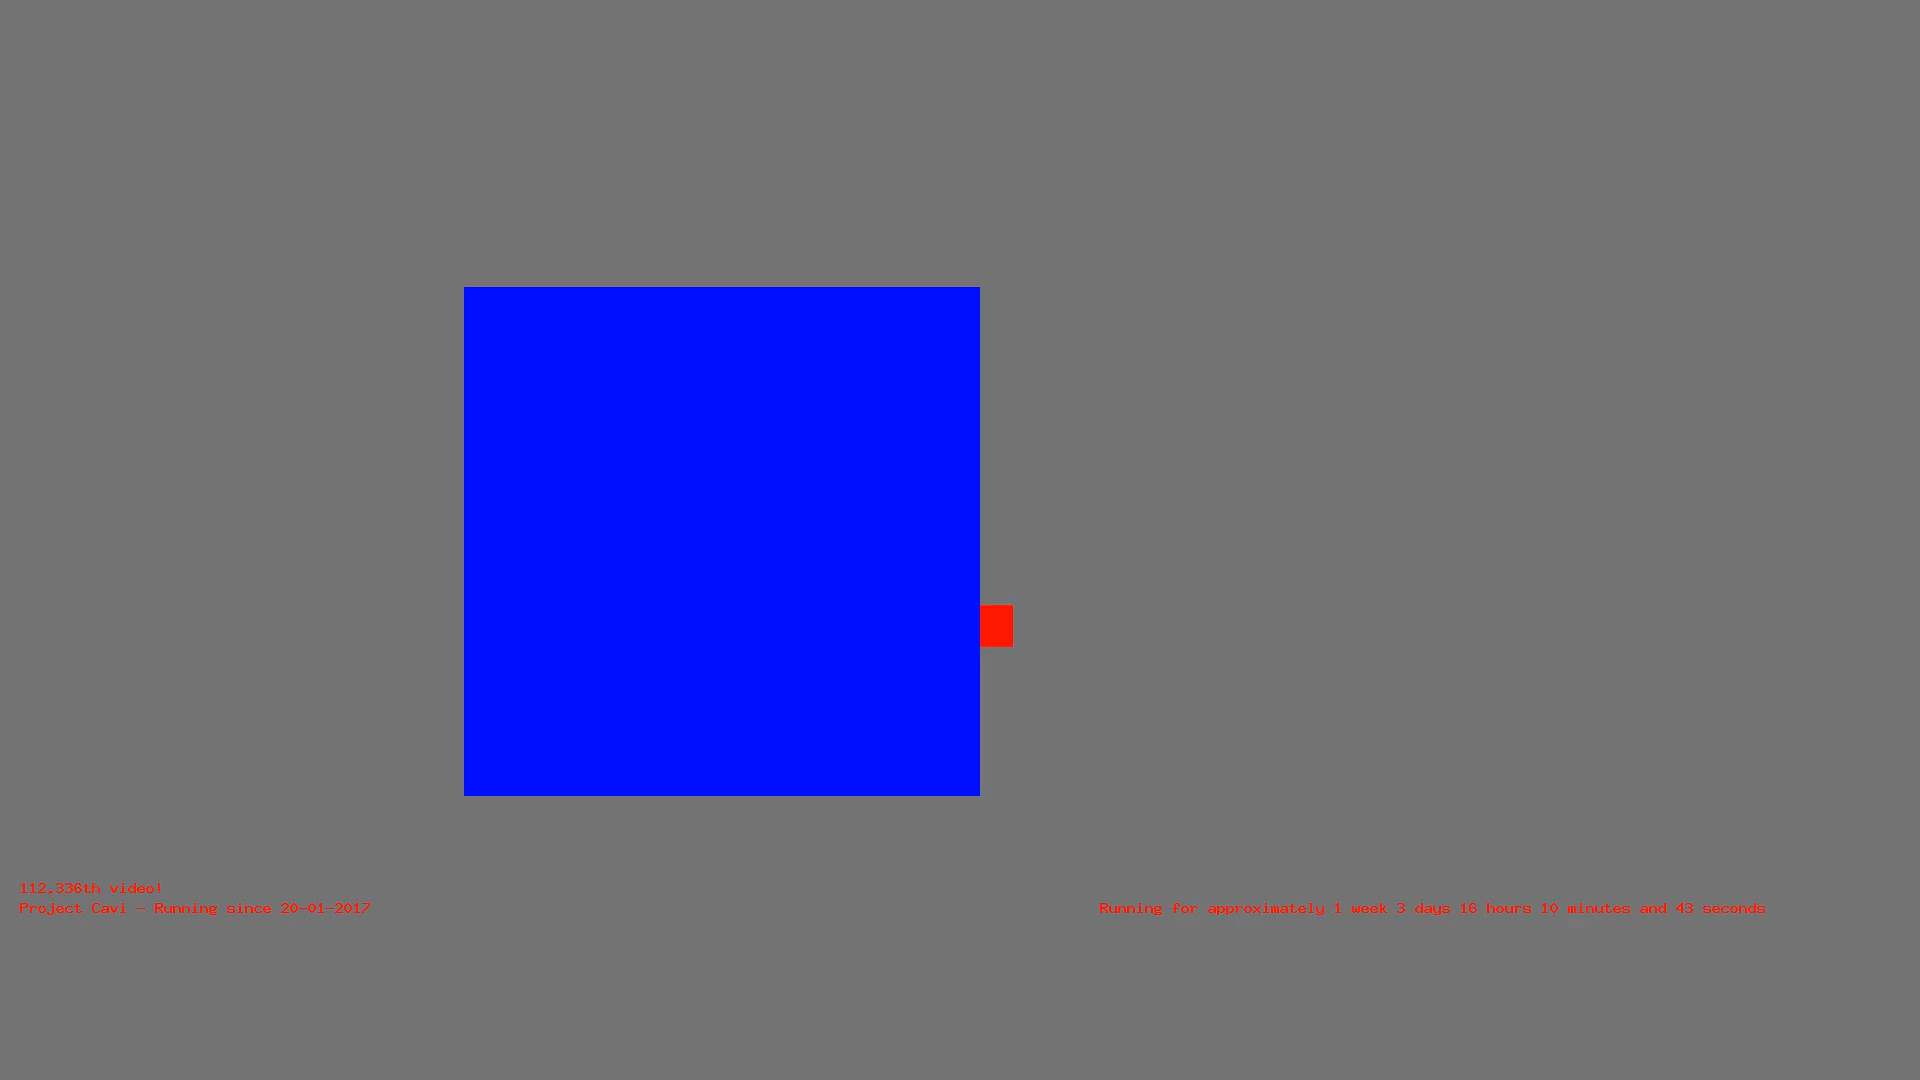 112,336th video!
Project Cavi - Running since 20-01-2017
Running for approximately 1 week 3 days 16 hours 10 minutes and 43 seconds